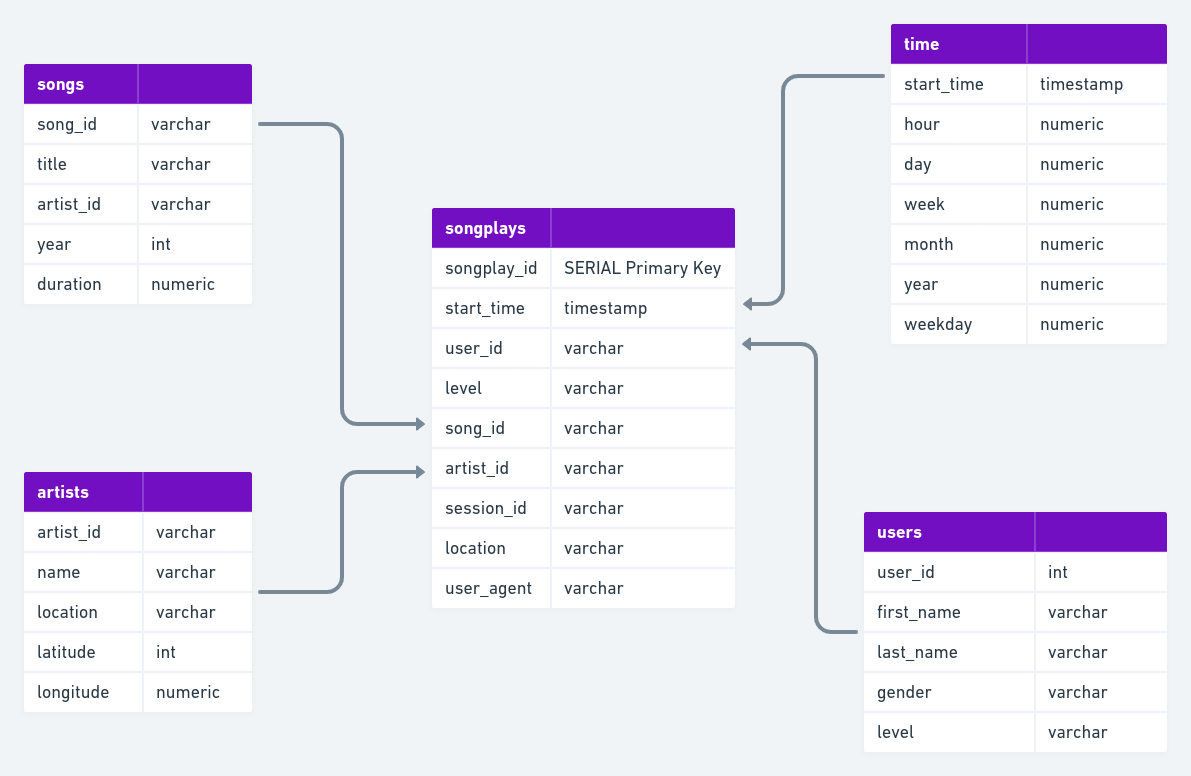 songs
song_id varchar
title varchar
artist_id varchar
year int
duration numeric
artists
artist_id varchar
name varchar
location varchar
latitude int
longitude numeric
songplays
songplay_id SERIAL Primary Key
start_time timestamp
user_id varchar
level varchar
song_id varchar
artist_id varchar
session_id varchar
location varchar
user_agent varchar
time
start_time timestamp
hour numeric
day numeric
week numeric
month numeric
year numeric
weekday numeric
users
user_id int
first_name varchar
last_name varchar
gender varchar
level varchar